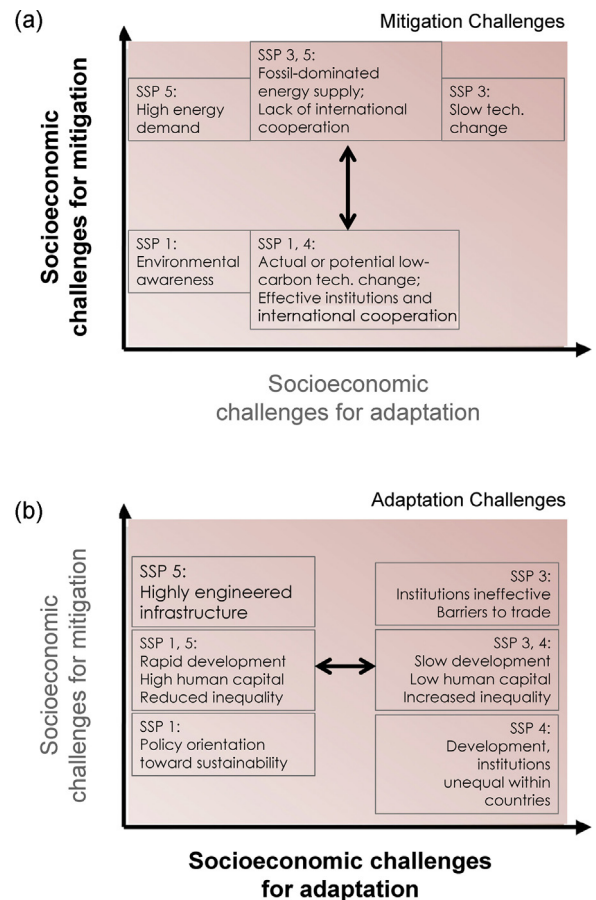 (a)
Mitigation Challenges
Socioeconomic
challenges for mitigation
SSP 5:
High energy
demand
SSP 3, 5:
Fossil-dominated
energy supply;
Lack of international
cooperation
SSP 3:
Slow tech.
change
SSP 1:
Environmental
awareness
SSP 1, 4:
Actual or potential low-
carbon tech. change;
Effective institutions and
international cooperation
Socioeconomic
challenges for adaptation
(b)
Adaptation Challenges
Socioeconomic
challenges for mitigation
SSP 5:
Highly engineered
infrastructure
SSP 1, 5:
Rapid development
High human capital
Reduced inequality
SSP 1:
Policy orientation
toward sustainability
SSP 3:
Institutions ineffective
Barriers to trade
SSP 3, 4:
Slow development
Low human capital
Increased inequality
SSP 4:
Development,
institutions
unequal within
countries
Socioeconomic challenges
for adaptation